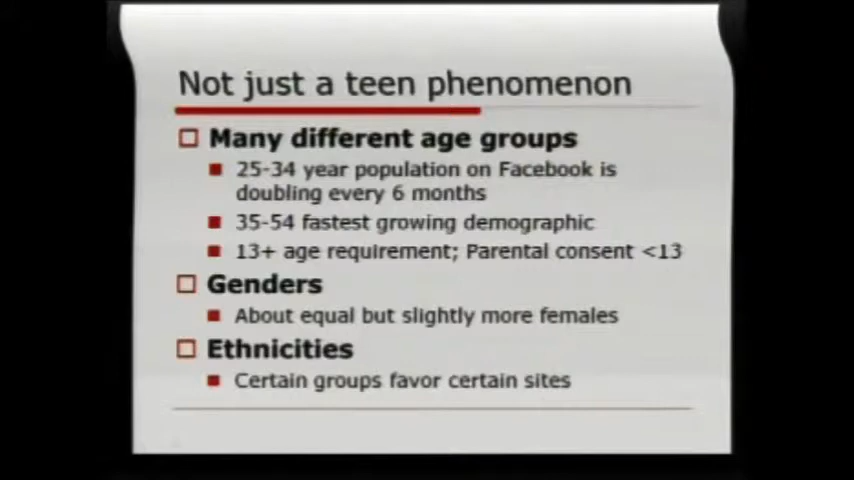 Not just a teen phenomenon
Many different age groups
25-34 year population on Facebook is
doubling every 6 months
35-54 fastest growing demographic
13+ age requirement; Parental consent <13
Genders
About equal but slightly more females
Ethnicities
Certain groups favor certain sites